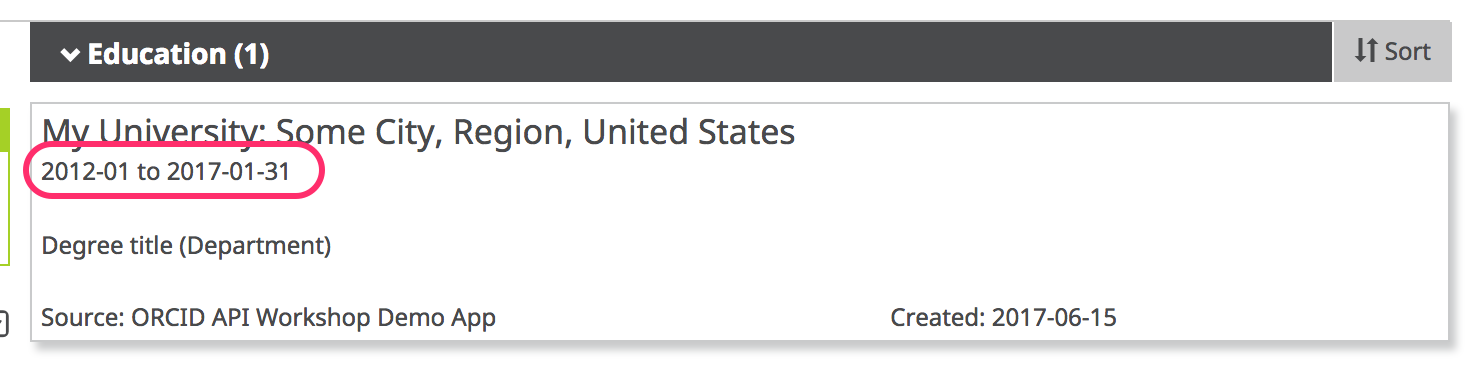 Education (1)
Sort
My University: Some City, Region, United States
2012-01 to 2017-01-31
Degree title (Department)
Source: ORCID API Workshop Demo App
Created: 2017-06-15